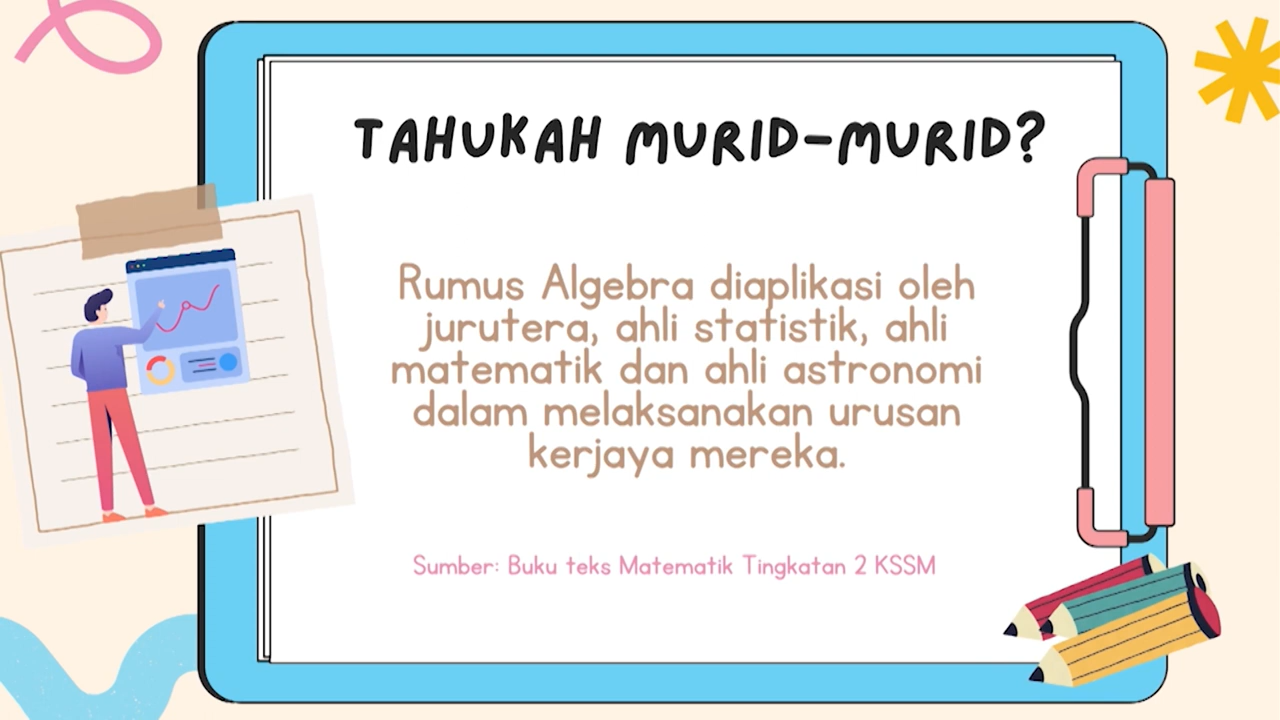 TAHUKAH MURID-MURID?
Rumus Algebra diaplikasi oleh
jurutera, ahli statistik, ahli
matematik dan ahli astronomi
dalam melaksanakan urusan
kerjaya mereka.
Sumber: Buku teks Matematik Tingkatan 2 KSSM